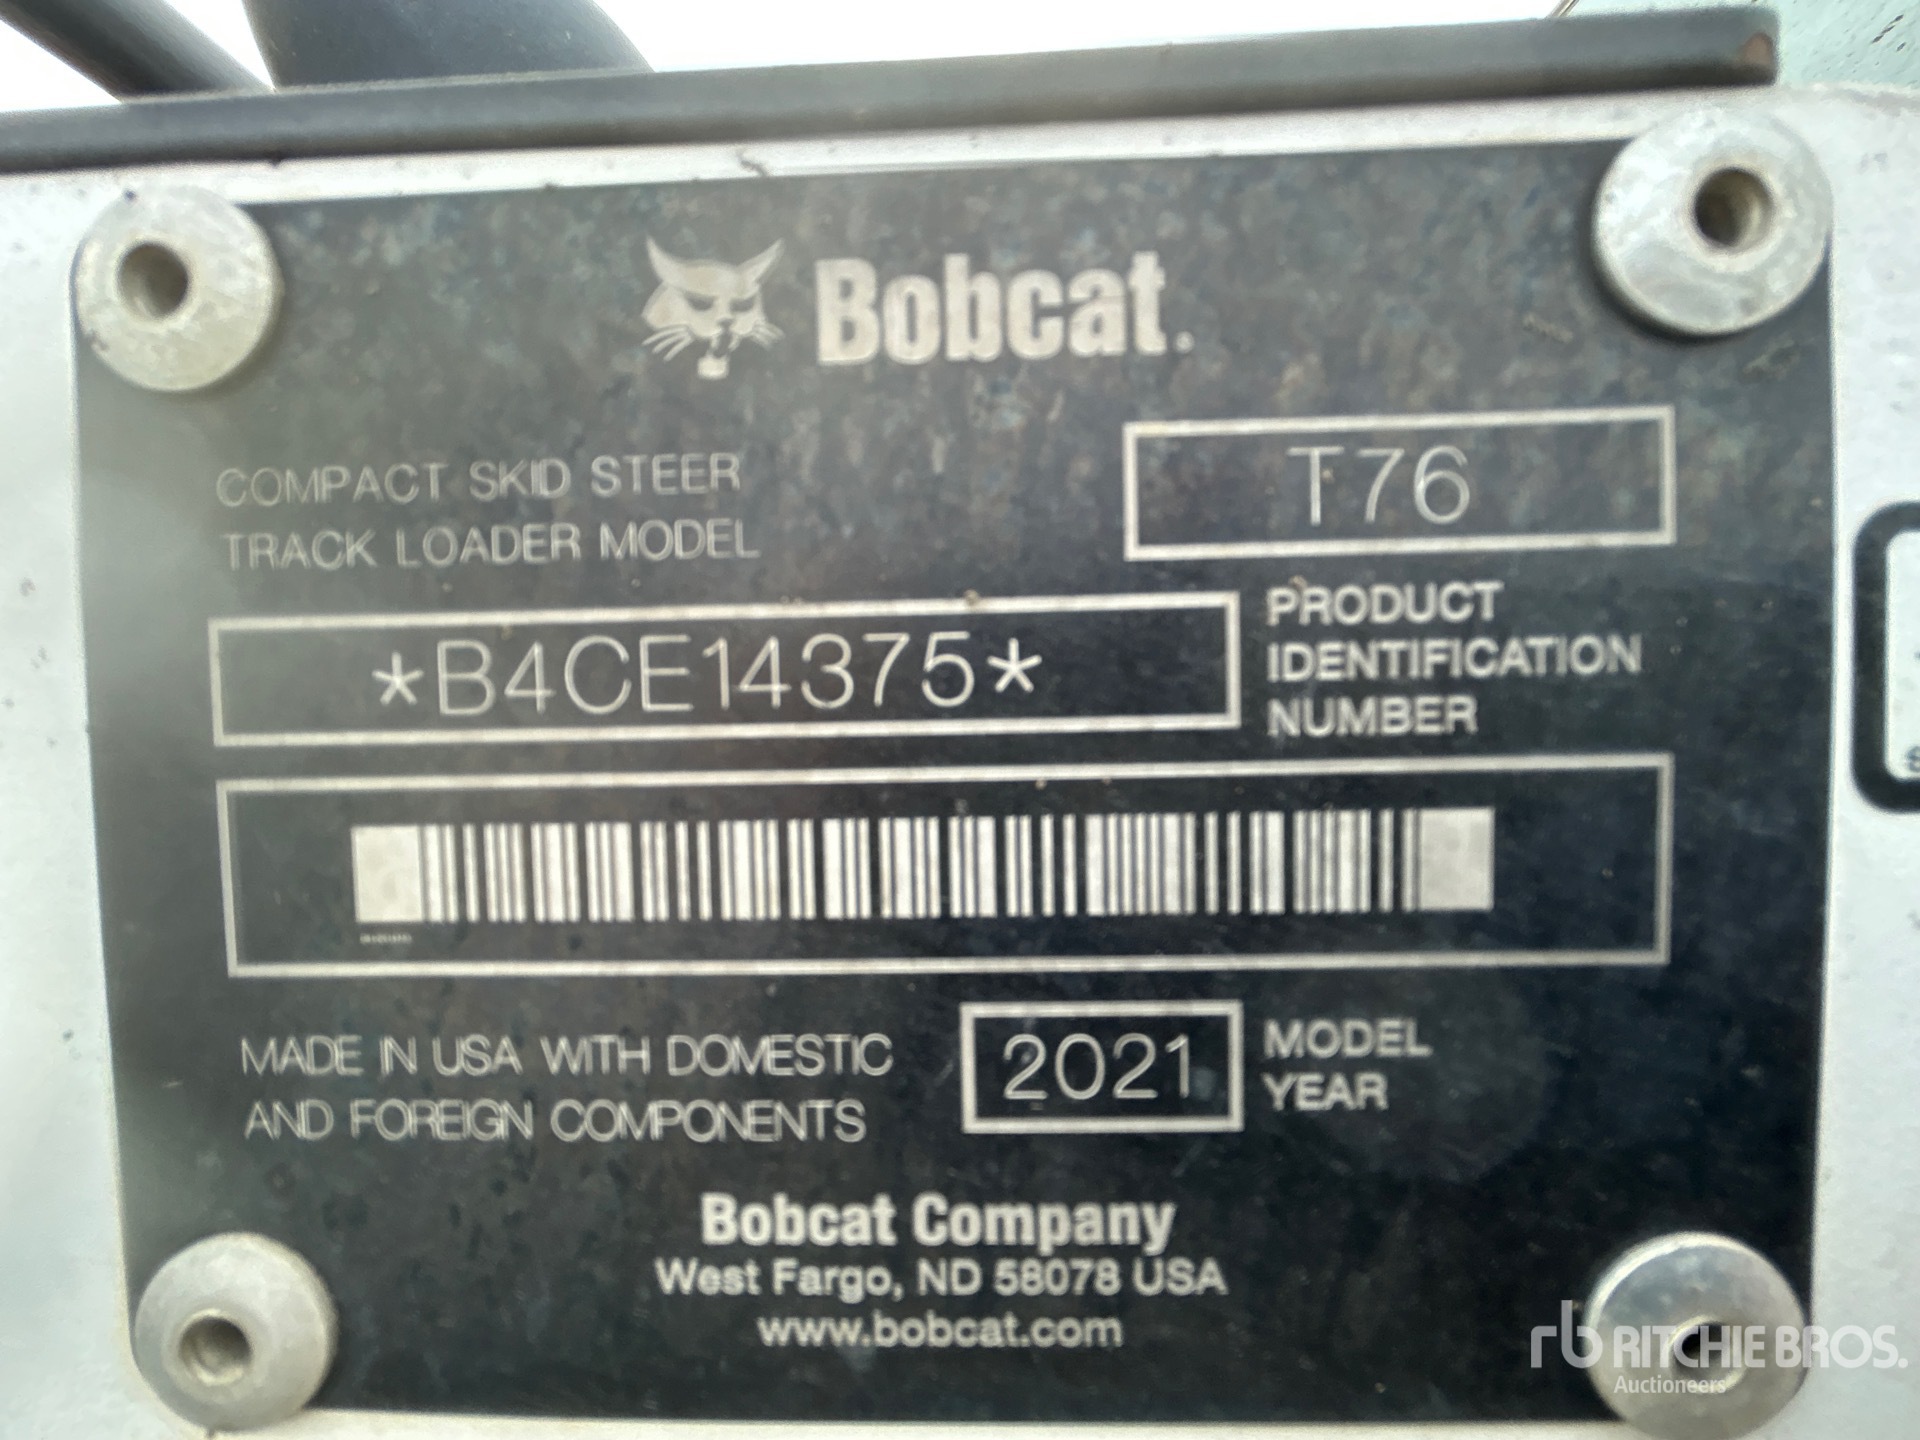 Bobcat.
COMPACT SKID STEER
TRACK LOADER MODEL
T76
*B4CE14375*
PRODUCT
IDENTIFICATION
NUMBER
MADE IN USA WITH DOMESTIC
AND FOREIGN COMPONENTS
2021
MODEL
YEAR
Bobcat Company
West Fargo, ND 58078 USA
www.bobcat.com
rb RITCHIE BROS.
Auctioneers